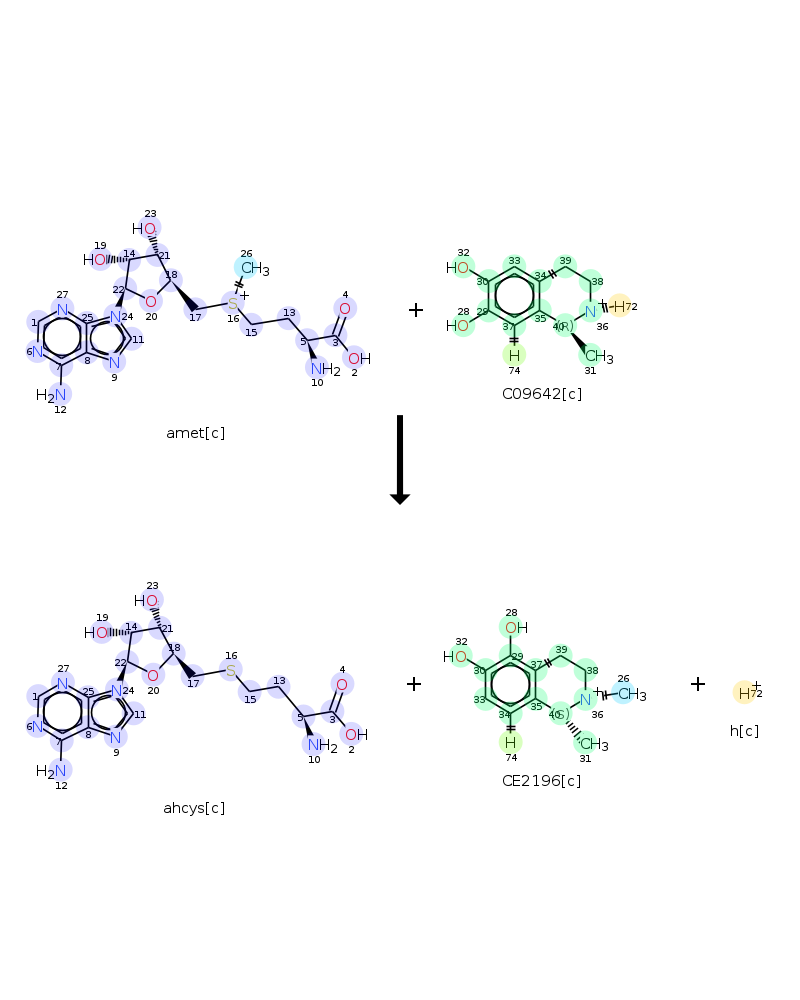 23
HO
19
HO
14
21
26
CH3
18
27
N
22
N
24
O
20
S
+
16
17
13
4
O
1
25
11
15
5
3
6
N
7
8
N
9
N
10
NH2
OH
2
H2N
12
amet[c]
+
32
HO
33
39
30
34
38
28
HO
29
35
N
+
36
H
72
37
40
(R)
H
74
CH3
31
C09642[c]
23
HO
19
HO
14
21
18
27
N
22
N
24
O
20
16
S
17
13
4
O
1
25
11
15
5
3
6
N
7
8
N
9
N
10
NH2
OH
2
H2N
12
ahcys[c]
+
28
OH
32
HO
29
39
30
37
38
33
35
N
+
36
26
CH3
34
40
(S)
H
74
CH3
31
CE2196[c]
+
H
+
72
h[c]